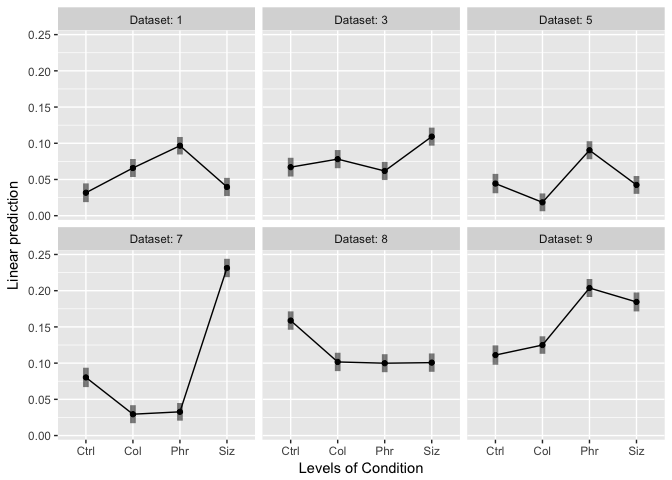 Dataset: 1 Dataset: 3 Dataset: 5
0.25
0.20
0.15
0.10
0.05
0.00
Dataset: 7 Dataset: 8 Dataset: 9
0.25
0.20
0.15
0.10
0.05
0.00
Linear prediction
Ctrl Col Phr Siz Ctrl Col Phr Siz Ctrl Col Phr Siz
Levels of Condition